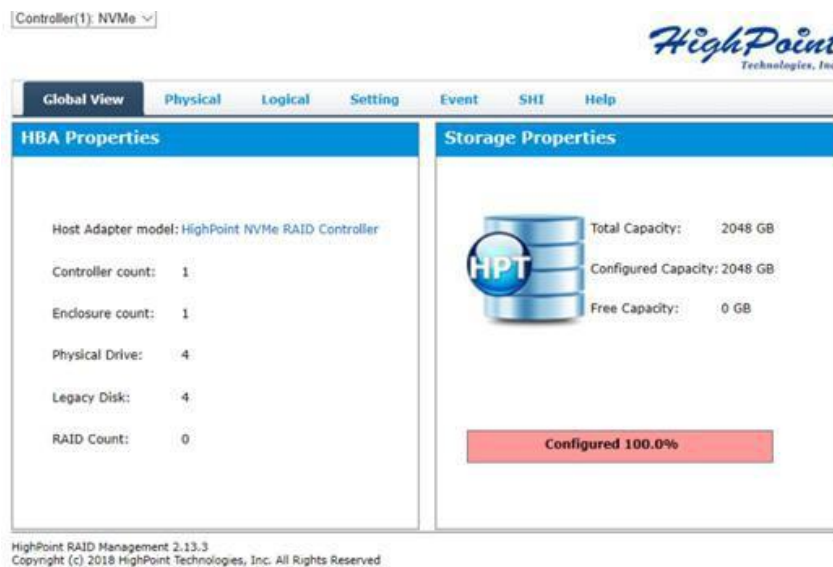 Controller(1): NVMe
HighPoint
Technologies, Inc
Global View Physical Logical Setting Event SHI Help
HBA Properties
Host Adapter model: HighPoint NVMe RAID Controller
Controller count: 1
Enclosure count: 1
Physical Drive: 4
Legacy Disk: 4
RAID Count: 0
Storage Properties
HPT
Total Capacity: 2048 GB
Configured Capacity: 2048 GB
Free Capacity: 0 GB
Configured 100.0%
HighPoint RAID Management 2.13.3
Copyright (c) 2018 HighPoint Technologies, Inc. All Rights Reserved